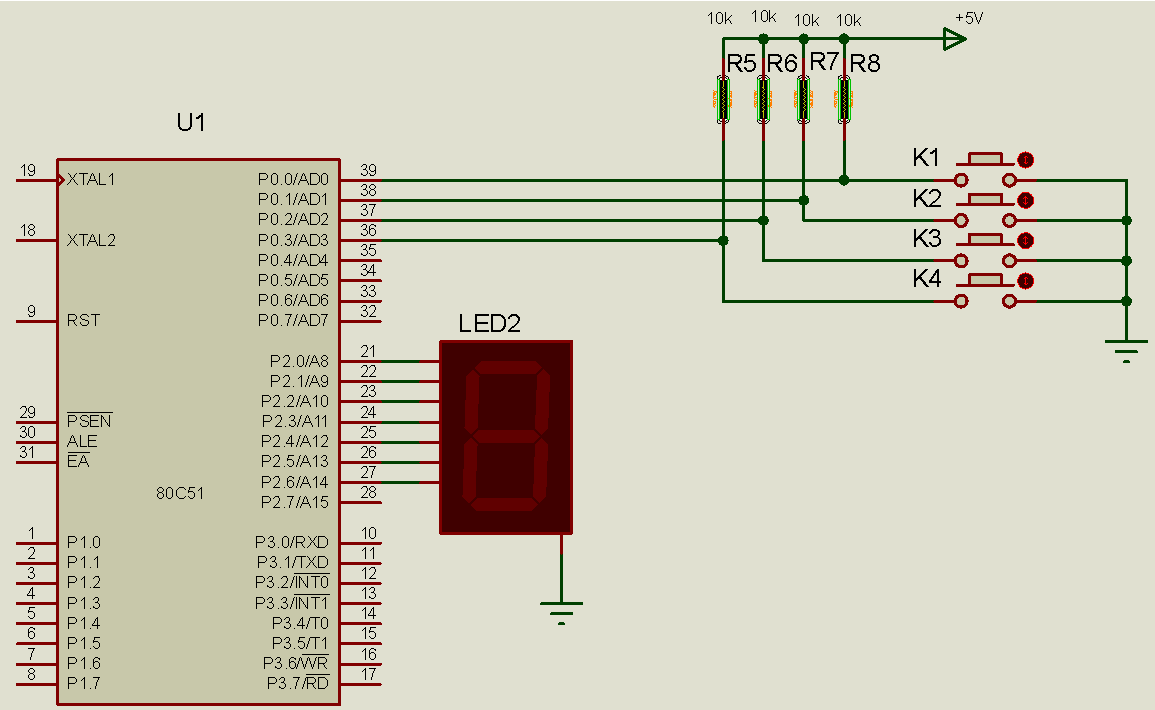 10k 10k 10k 10k +5V
R5 R6 R7 R8
U1
K1
K2
K3
K4
19 XTAL1
18 XTAL2
9 RST
29 PSEN
30 ALE
31 EA
80C51
1 P1.0
2 P1.1
3 P1.2
4 P1.3
5 P1.4
6 P1.5
7 P1.6
8 P1.7
P0.0/AD0 39
P0.1/AD1 38
P0.2/AD2 37
P0.3/AD3 36
P0.4/AD4 35
P0.5/AD5 34
P0.6/AD6 33
P0.7/AD7 32
P2.0/A8 21
P2.1/A9 22
P2.2/A10 23
P2.3/A11 24
P2.4/A12 25
P2.5/A13 26
P2.6/A14 27
P2.7/A15 28
P3.0/RXD 10
P3.1/TXD 11
P3.2/INT0 12
P3.3/INT1 13
P3.4/T0 14
P3.5/T1 15
P3.6/WR 16
P3.7/RD 17
LED2